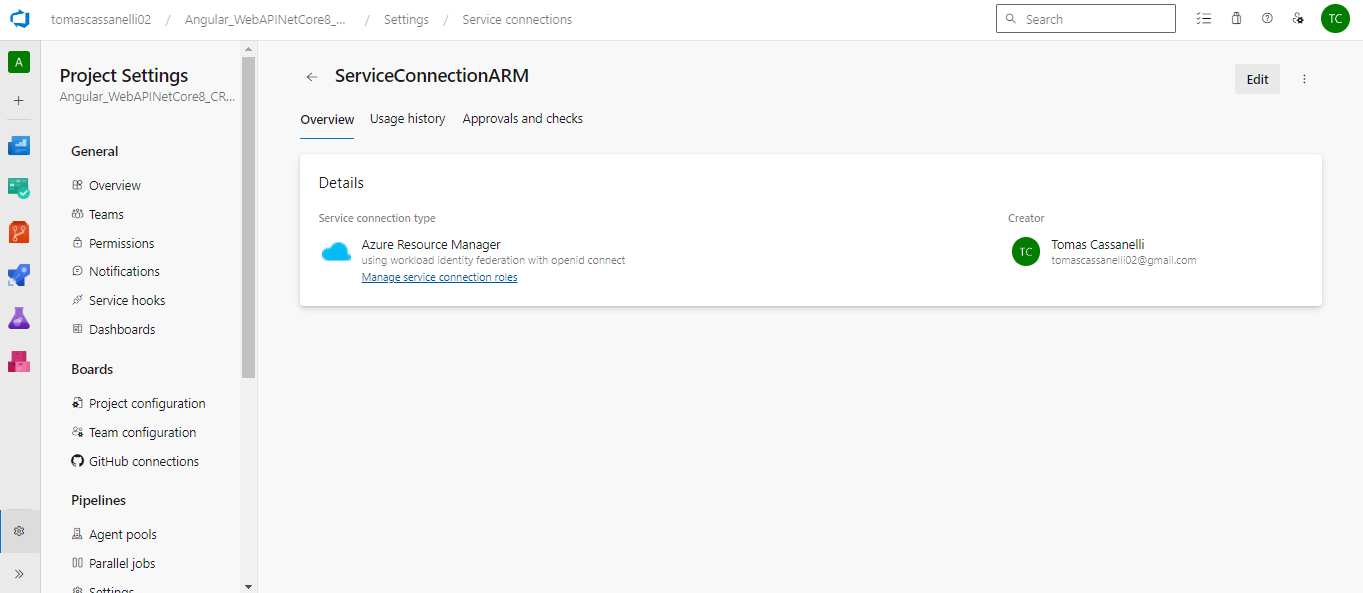 tomascassanelli02 / Angular_WebAPINetCore8_... / Settings / Service connections
Search
TC
A
Project Settings
Angular_WebAPINetCore8_CR...
General
Overview
Teams
Permissions
Notifications
Service hooks
Dashboards
Boards
Project configuration
Team configuration
GitHub connections
Pipelines
Agent pools
Parallel jobs
Settings
ServiceConnectionARM
Edit
Overview
Usage history
Approvals and checks
Details
Service connection type
Azure Resource Manager
using workload identity federation with openid connect
Manage service connection roles
Creator
TC
Tomas Cassanelli
tomascassanelli02@gmail.com